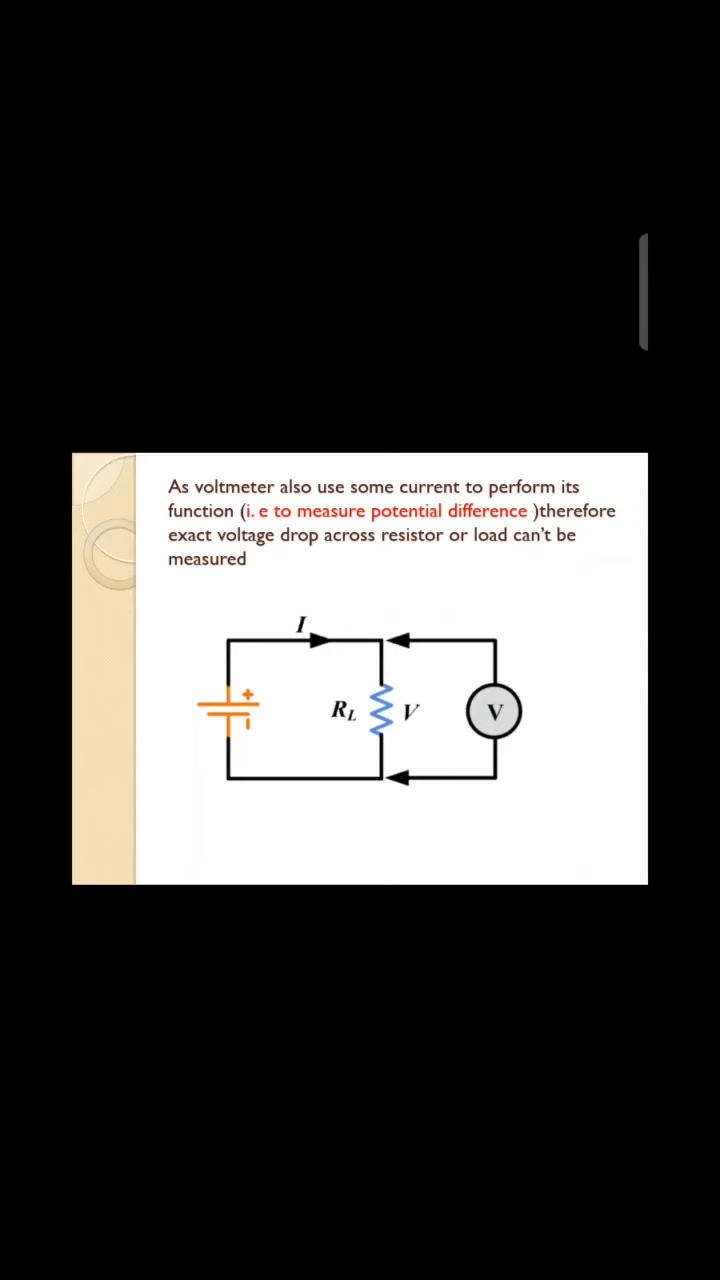 As voltmeter also use some current to perform its
function (i. e to measure potential difference )therefore
exact voltage drop across resistor or load can't be
measured
I
+
R_L V V